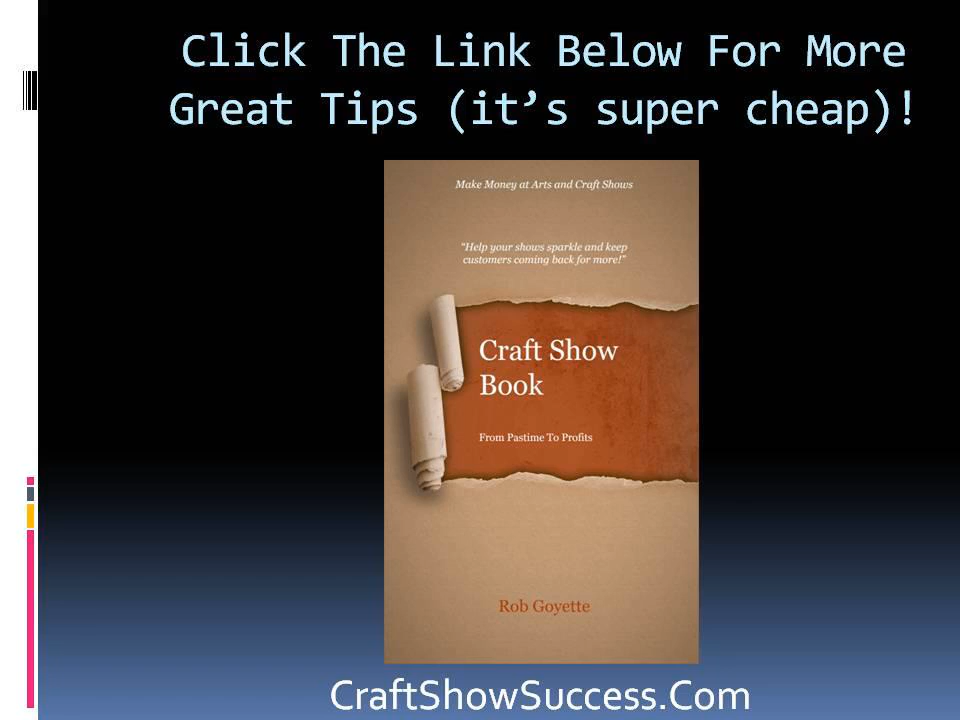 Click The Link Below For More
Great Tips (it’s super cheap)!
Make Money at Arts and Craft Shows
“Help your shows sparkle and keep
customers coming back for more!”
Craft Show
Book
From Pastime To Profits
Rob Goyette
CraftShowSuccess.Com